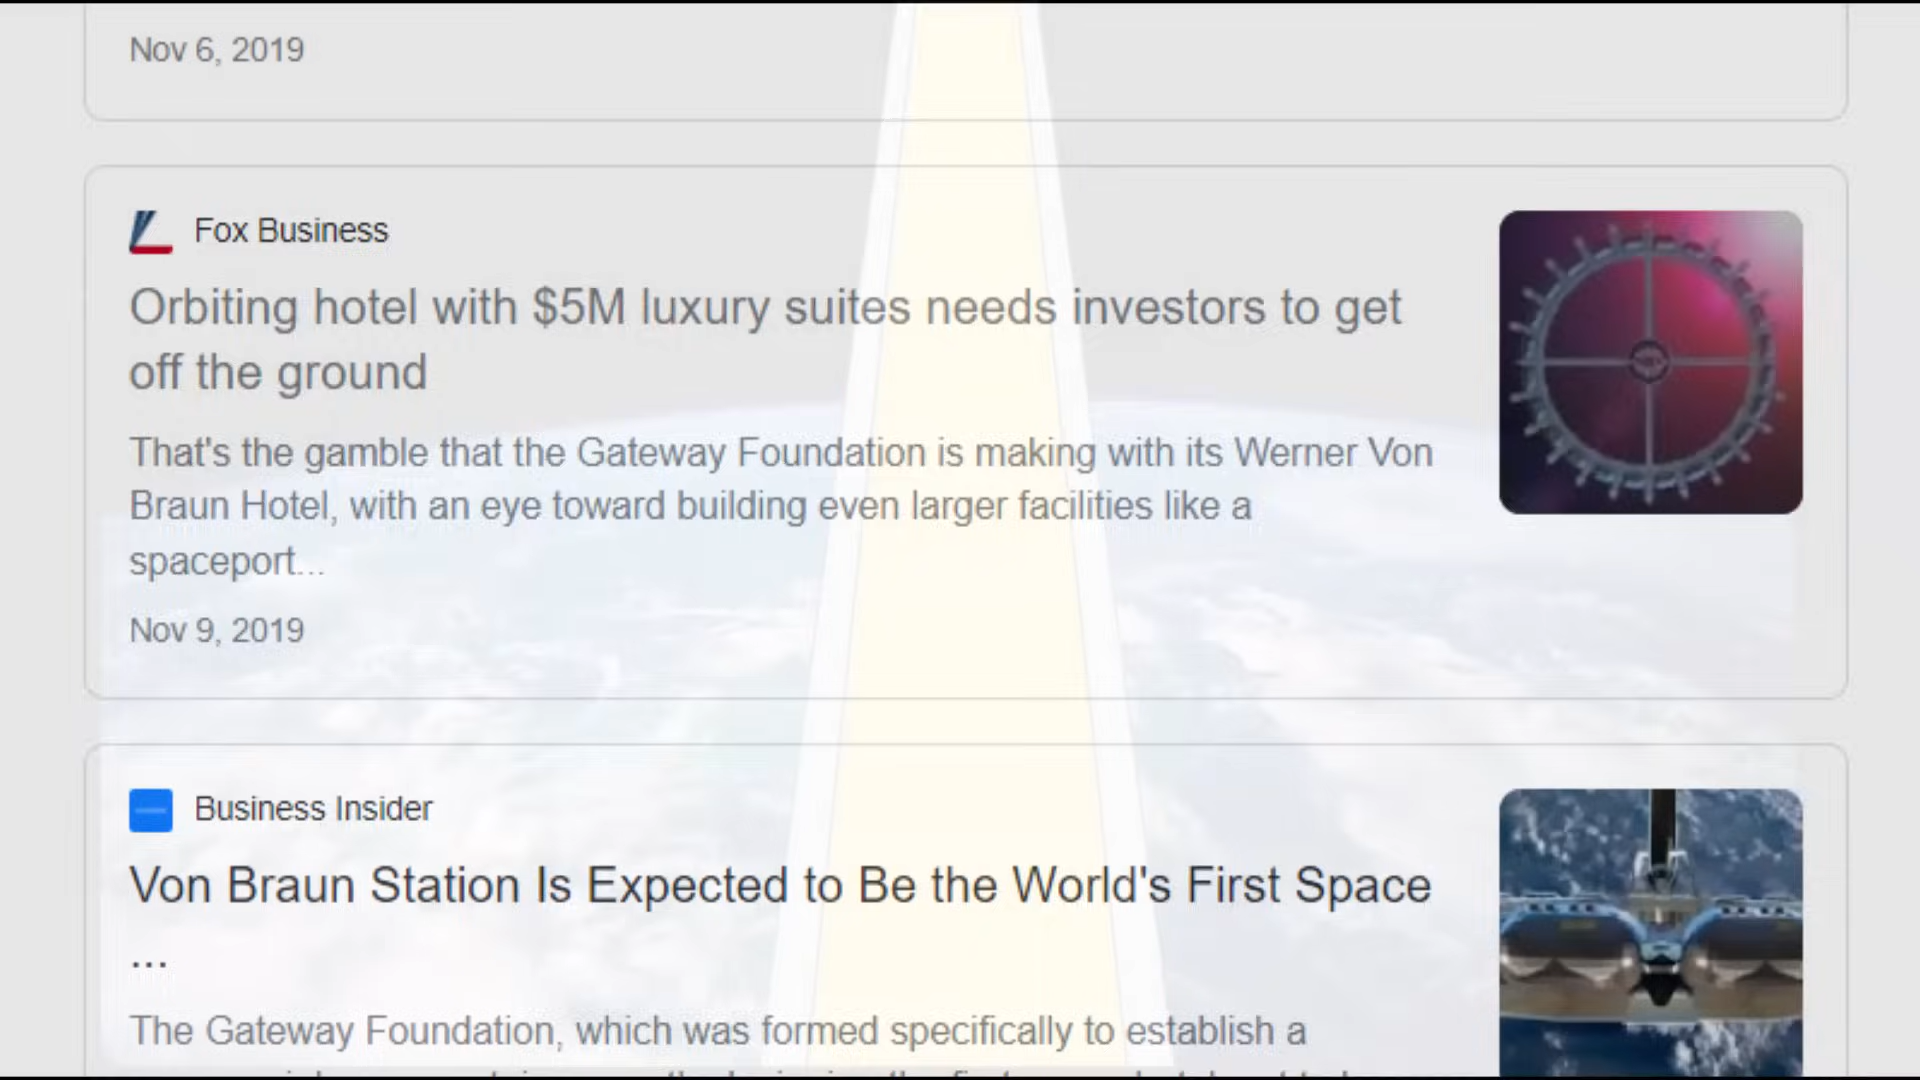 Nov 6, 2019
Fox Business
Orbiting hotel with $5M luxury suites needs investors to get
off the ground
That's the gamble that the Gateway Foundation is making with its Werner Von
Braun Hotel, with an eye toward building even larger facilities like a
spaceport...
Nov 9, 2019
Business Insider
Von Braun Station Is Expected to Be the World's First Space
...
The Gateway Foundation, which was formed specifically to establish a